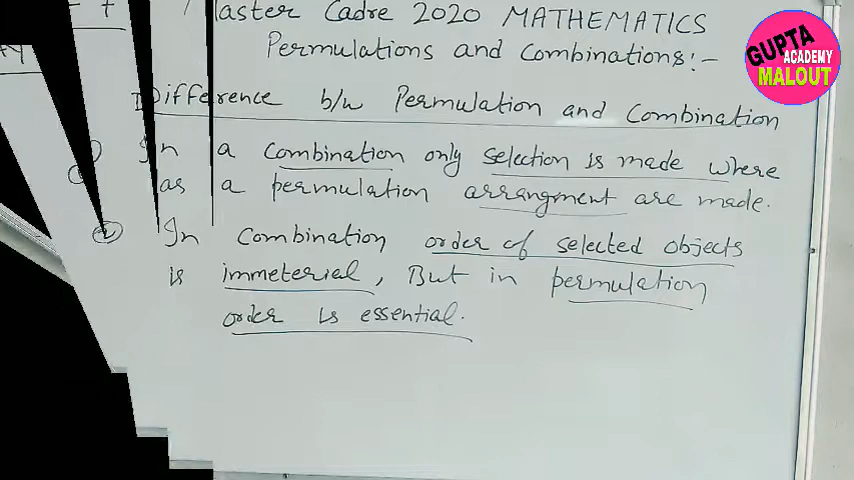 laster Cadre 2020 MATHEMATICS
Permulations and Combinations:-
GUPTA
ACADEMY
MALOUT
Difference b/w Permulation and Combination
In a Combination only selection is made where
as a permulation arrangment are made.
② In Combination order of selected objects
is immeterial, But in permulation
order is essential.